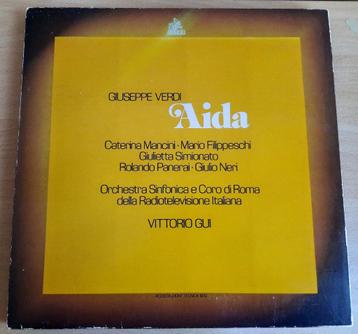 GIUSEPPE VERDI
Aida
Caterina Mancini · Mario Filippeschi
Giulietta Simionato
Rolando Panerai · Giulio Neri
Orchestra Sinfonica e Coro di Roma
della Radiotelevisione Italiana
VITTORIO GUI